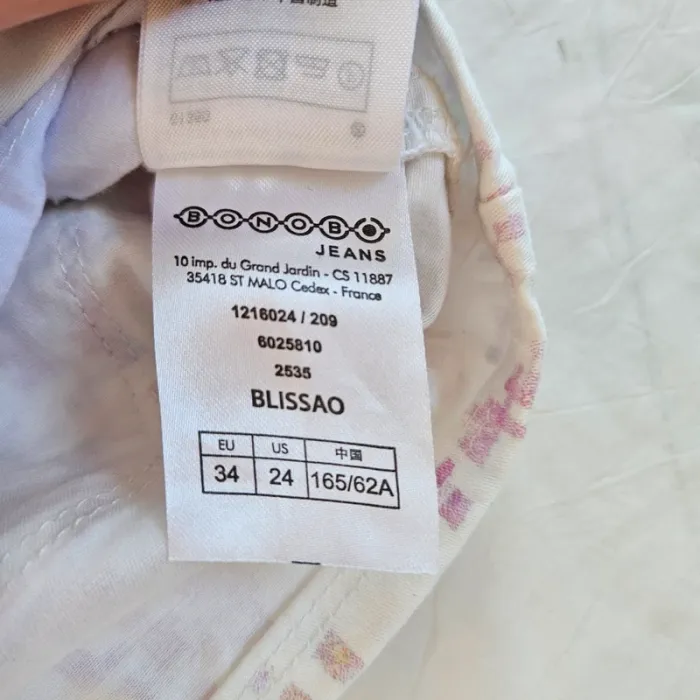 BONOBO
JEANS
10 imp. du Grand Jardin - CS 11887
35418 ST MALO Cedex - France
1216024 / 209
6025810
2535
BLISSAO
EU US 中国
34 24 165/62A